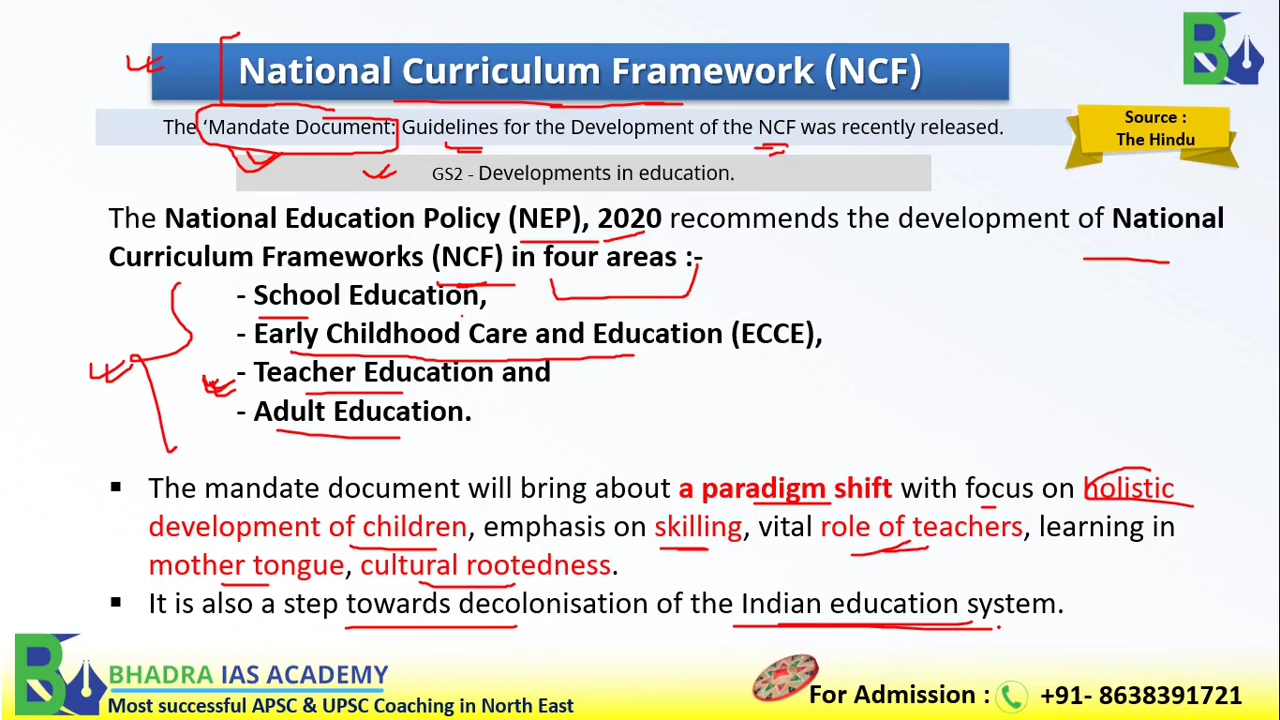 National Curriculum Framework (NCF)
The ‘Mandate Document: Guidelines for the Development of the NCF was recently released.
Source :
The Hindu
GS2 - Developments in education.
The National Education Policy (NEP), 2020 recommends the development of National
Curriculum Frameworks (NCF) in four areas :-
- School Education,
- Early Childhood Care and Education (ECCE),
- Teacher Education and
- Adult Education.
▪ The mandate document will bring about a paradigm shift with focus on holistic
development of children, emphasis on skilling, vital role of teachers, learning in
mother tongue, cultural rootedness.
▪ It is also a step towards decolonisation of the Indian education system.
BHADRA IAS ACADEMY
Most successful APSC & UPSC Coaching in North East
For Admission : +91- 8638391721